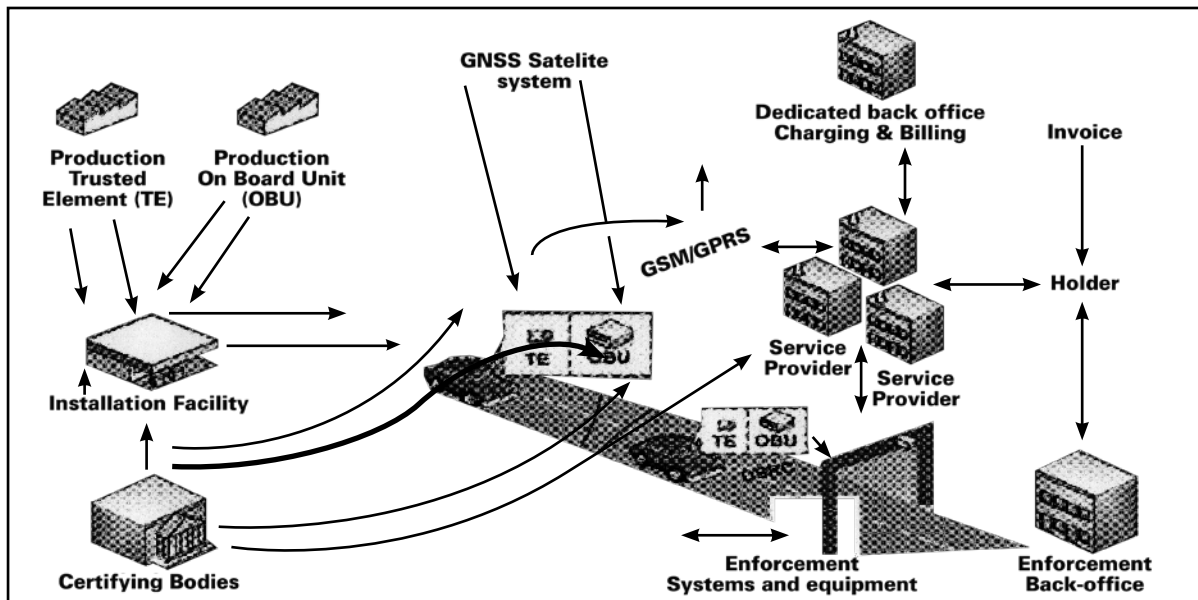 GNSS Satelite
system
Dedicated back office
Charging & Billing
Invoice
Production
Trusted
Element (TE)
Production
On Board Unit
(OBU)
GSM/GPRS
Holder
TE
OBU
Service
Provider
Service
Provider
Installation Facility
TE
OBU
DSRC
Certifying Bodies
Enforcement
Systems and equipment
Enforcement
Back-office